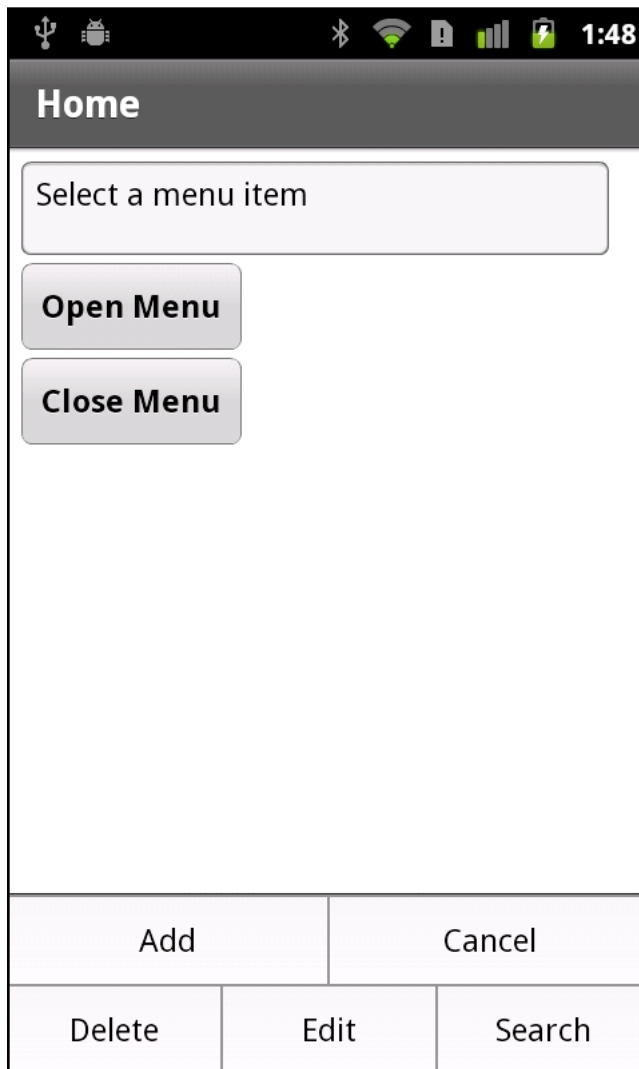 1:48
Home
Select a menu item
Open Menu
Close Menu
Add Cancel
Delete Edit Search